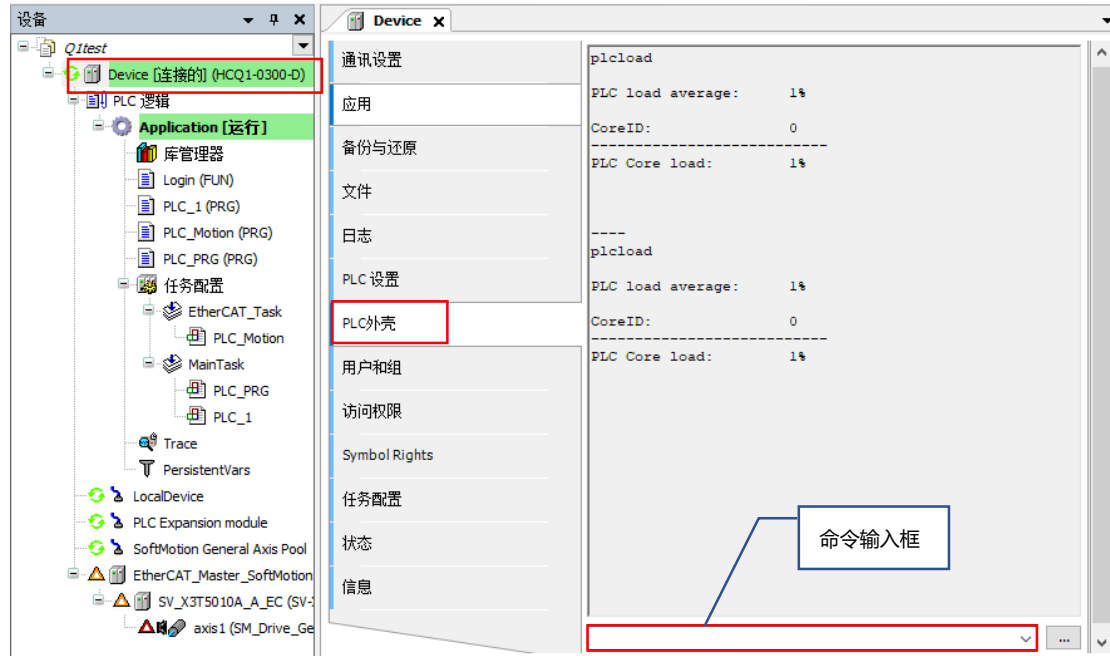 设备
Q1test
Device [连接的] (HCQ1-0300-D)
PLC 逻辑
Application [运行]
库管理器
Login (FUN)
PLC_1 (PRG)
PLC_Motion (PRG)
PLC_PRG (PRG)
任务配置
EtherCAT_Task
PLC_Motion
MainTask
PLC_PRG
PLC_1
Trace
PersistentVars
LocalDevice
PLC Expansion module
SoftMotion General Axis Pool
EtherCAT_Master_SoftMotion
SV_X3T5010A_A_EC (SV-
axis1 (SM_Drive_Ge
Device
通讯设置
应用
备份与还原
文件
日志
PLC 设置
PLC外壳
用户和组
访问权限
Symbol Rights
任务配置
状态
信息
plcload
PLC load average: 1%
CoreID: 0
---------------------------
PLC Core load: 1%
----
plcload
PLC load average: 1%
CoreID: 0
---------------------------
PLC Core load: 1%
命令输入框
...